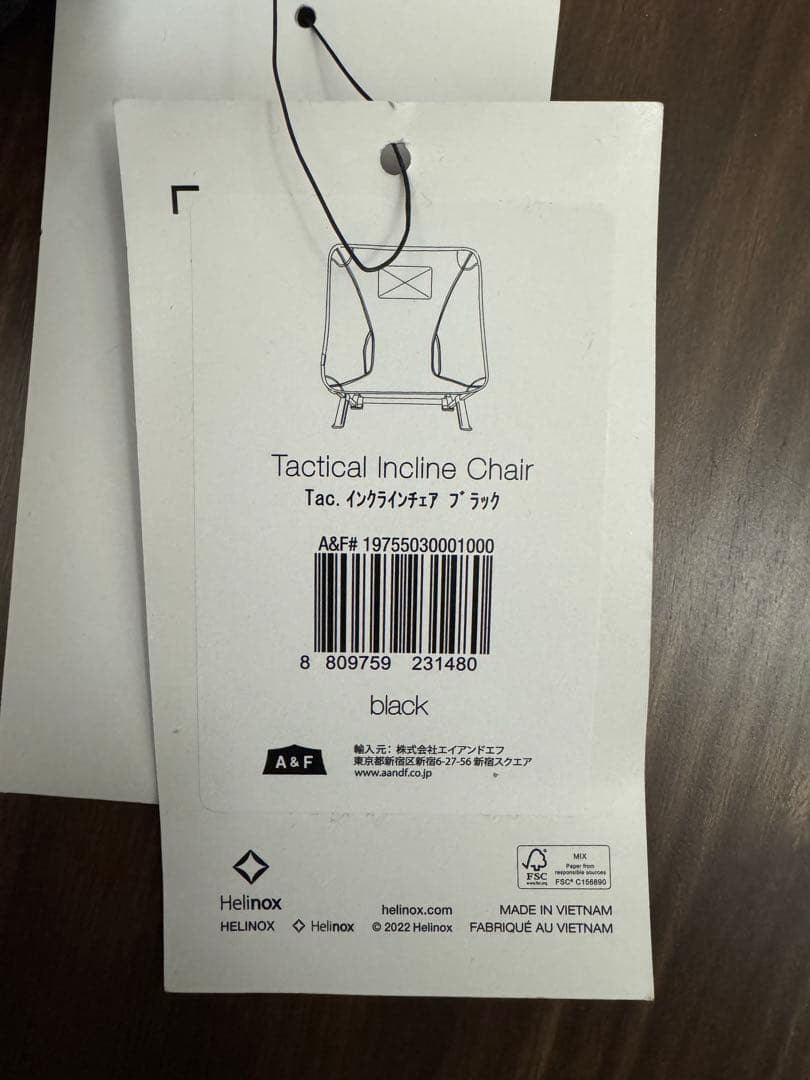 Tactical Incline Chair
Tac. ｲﾝｸﾗｲﾝﾁｪｱ ﾌﾞﾗｯｸ
A&F# 19755030001000
8 809759 231480
black
A & F
輸入元：株式会社エイアンドエフ
東京都新宿区新宿6-27-56 新宿スクエア
www.aandf.co.jp
FSC
www.fsc.org
MIX
Paper from
responsible sources
FSC® C156890
Helinox
helinox.com
MADE IN VIETNAM
HELINOX Helinox © 2022 Helinox FABRIQUÉ AU VIETNAM